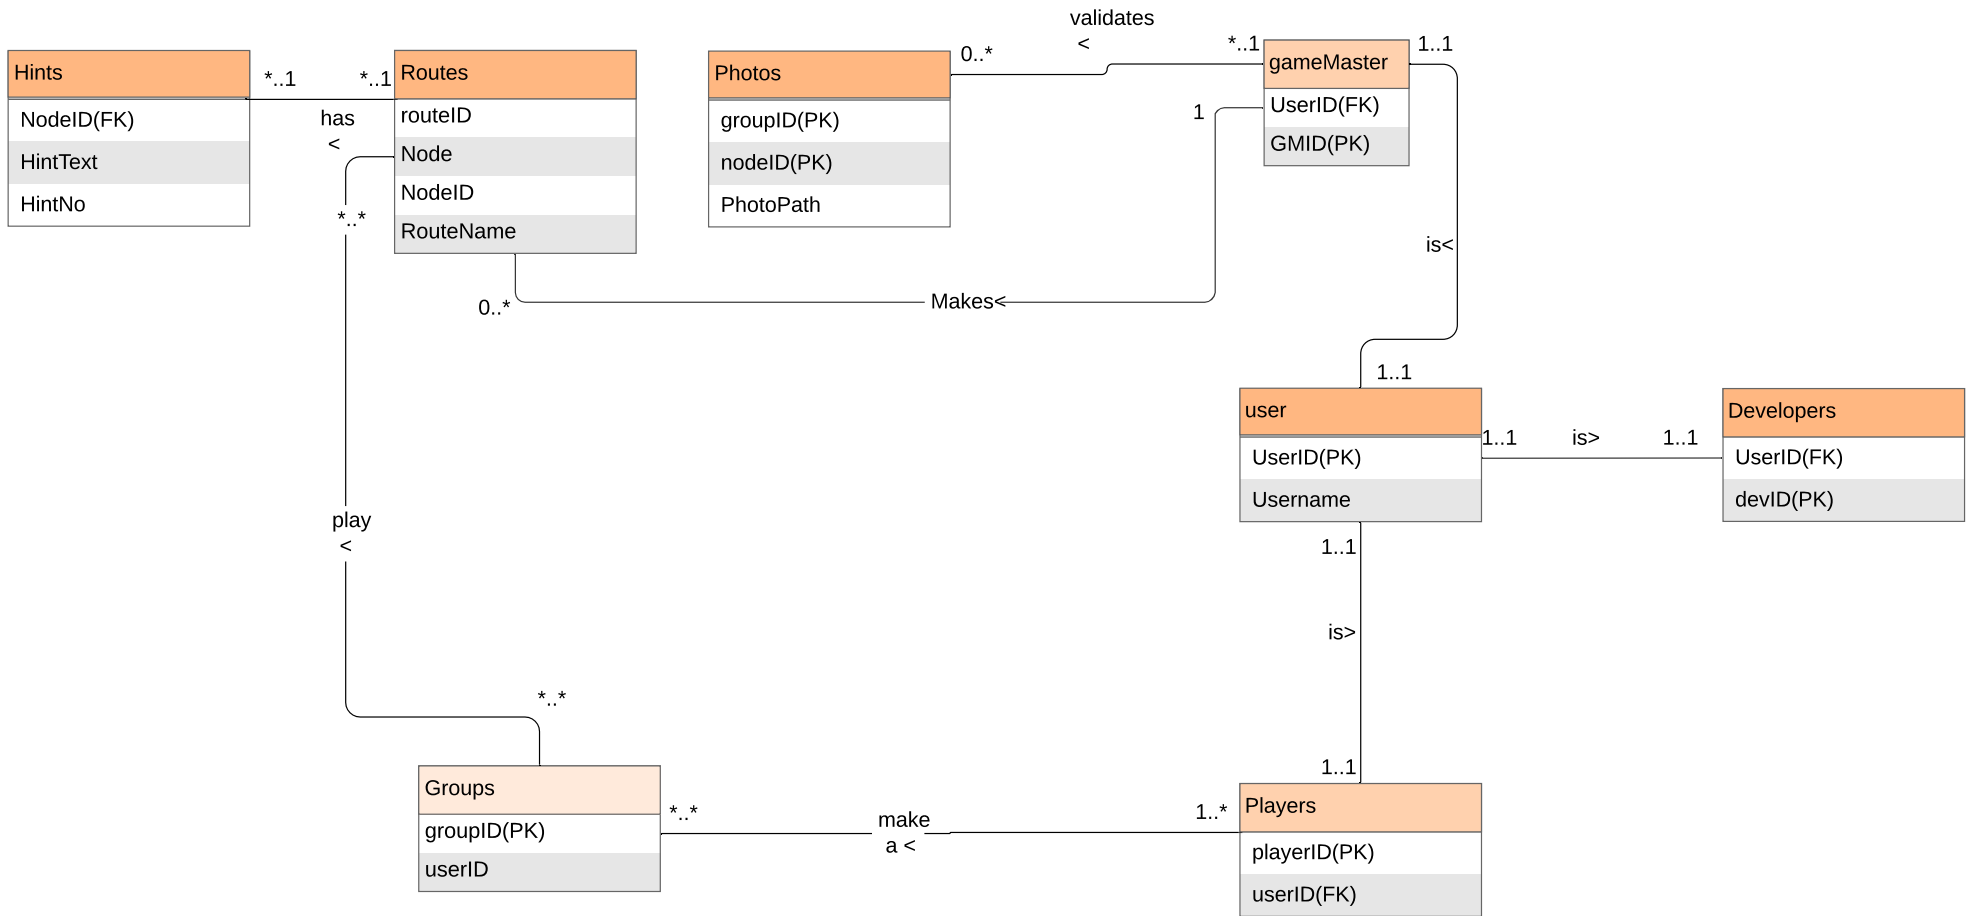 validates
<
0..*
*..1
1..1
Hints
*..1
*..1
Routes
Photos
gameMaster
NodeID(FK)
HintText
HintNo
has
<
routeID
Node
NodeID
RouteName
groupID(PK)
nodeID(PK)
PhotoPath
1
UserID(FK)
GMID(PK)
*..*
is<
0..*
Makes<
1..1
user
UserID(PK)
Username
1..1
is>
1..1
Developers
UserID(FK)
devID(PK)
play
<
1..1
is>
*..*
1..1
Groups
groupID(PK)
userID
*..*
make
a <
1..*
Players
playerID(PK)
userID(FK)